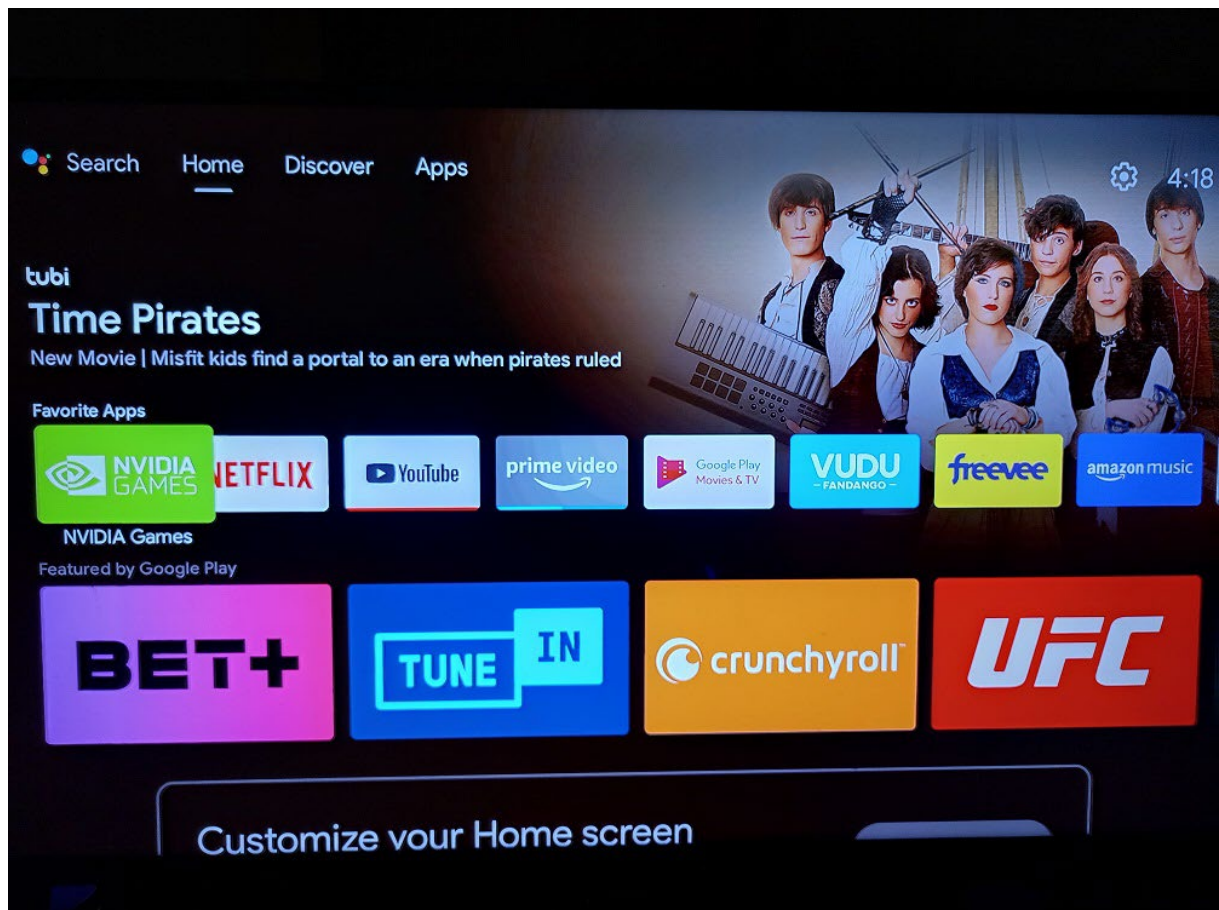 Search Home Discover Apps 4:18
tubi
Time Pirates
New Movie | Misfit kids find a portal to an era when pirates ruled
Favorite Apps
NVIDIA GAMES NETFLIX YouTube prime video Google Play Movies & TV VUDU FANDANGO freevee amazon music
NVIDIA Games
Featured by Google Play
BET+ TUNE IN crunchyroll UFC
Customize your Home screen